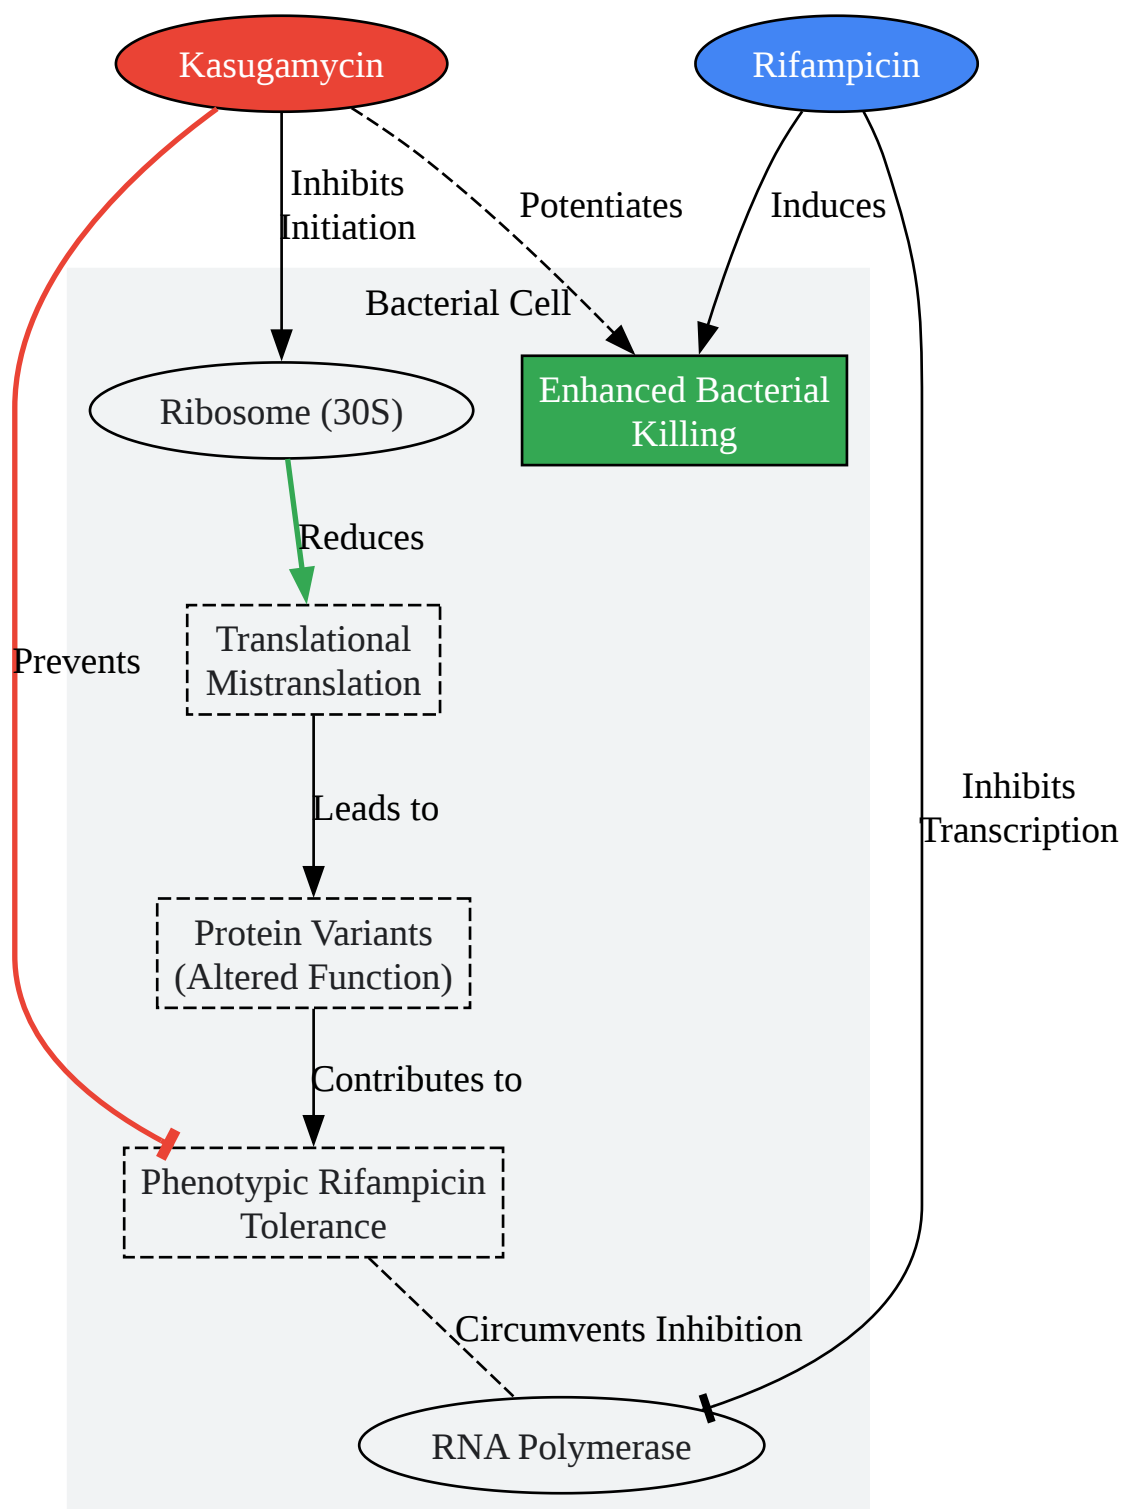 Kasugamycin
Rifampicin
Inhibits
Initiation
Potentiates
Induces
Bacterial Cell
Ribosome (30S)
Enhanced Bacterial
Killing
Reduces
Translational
Mistranslation
Prevents
Leads to
Inhibits
Transcription
Protein Variants
(Altered Function)
Contributes to
Phenotypic Rifampicin
Tolerance
Circumvents Inhibition
RNA Polymerase